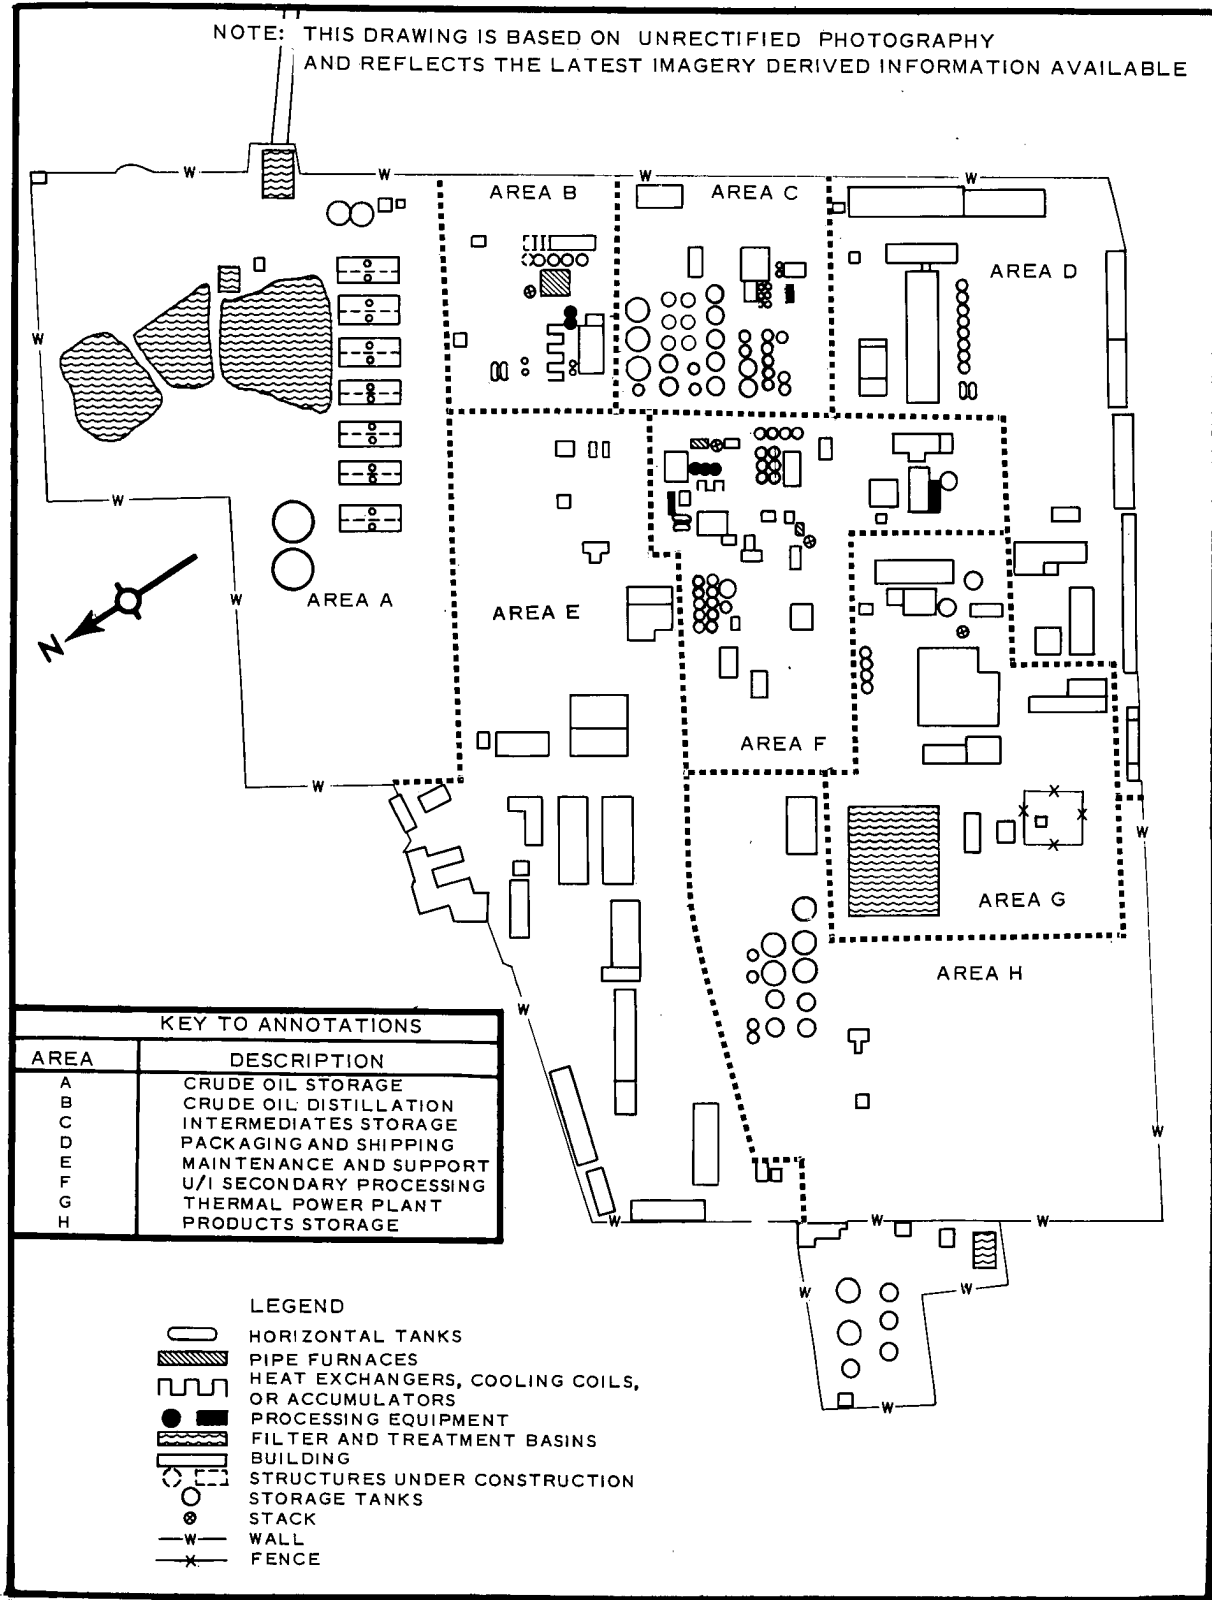 NOTE: THIS DRAWING IS BASED ON UNRECTIFIED PHOTOGRAPHY
AND REFLECTS THE LATEST IMAGERY DERIVED INFORMATION AVAILABLE
W
W
W
W
AREA B
AREA C
AREA D
W
W
W
AREA A
AREA E
N
AREA F
W
W
AREA G
AREA H
W
KEY TO ANNOTATIONS
AREA DESCRIPTION
A CRUDE OIL STORAGE
B CRUDE OIL DISTILLATION
C INTERMEDIATES STORAGE
D PACKAGING AND SHIPPING
E MAINTENANCE AND SUPPORT
F U/I SECONDARY PROCESSING
G THERMAL POWER PLANT
H PRODUCTS STORAGE
W
W
W
W
W
W
W
LEGEND
HORIZONTAL TANKS
PIPE FURNACES
HEAT EXCHANGERS, COOLING COILS,
OR ACCUMULATORS
PROCESSING EQUIPMENT
FILTER AND TREATMENT BASINS
BUILDING
STRUCTURES UNDER CONSTRUCTION
STORAGE TANKS
STACK
W WALL
X FENCE